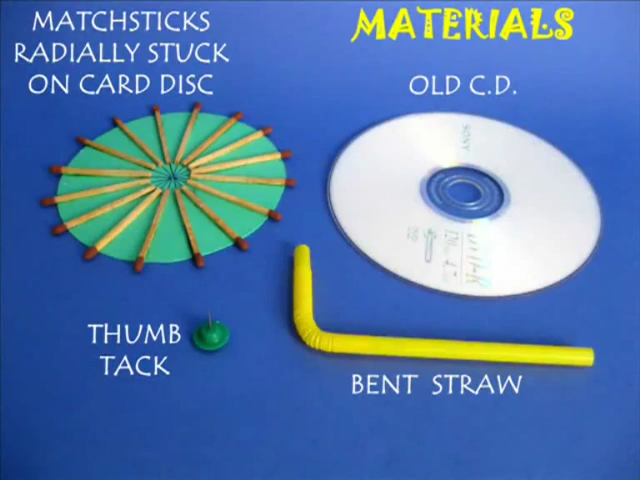 MATERIALS
MATCHSTICKS
RADIALLY STUCK
ON CARD DISC
OLD C.D.
SONY
THUMB
TACK
BENT STRAW